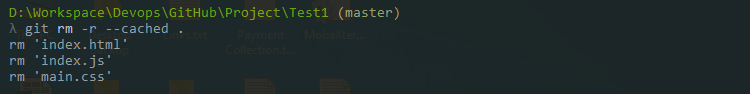 D:\Workspace\Devops\GitHub\Project\Test1 (master)
λ git rm -r --cached .
rm 'index.html'
rm 'index.js'
rm 'main.css'